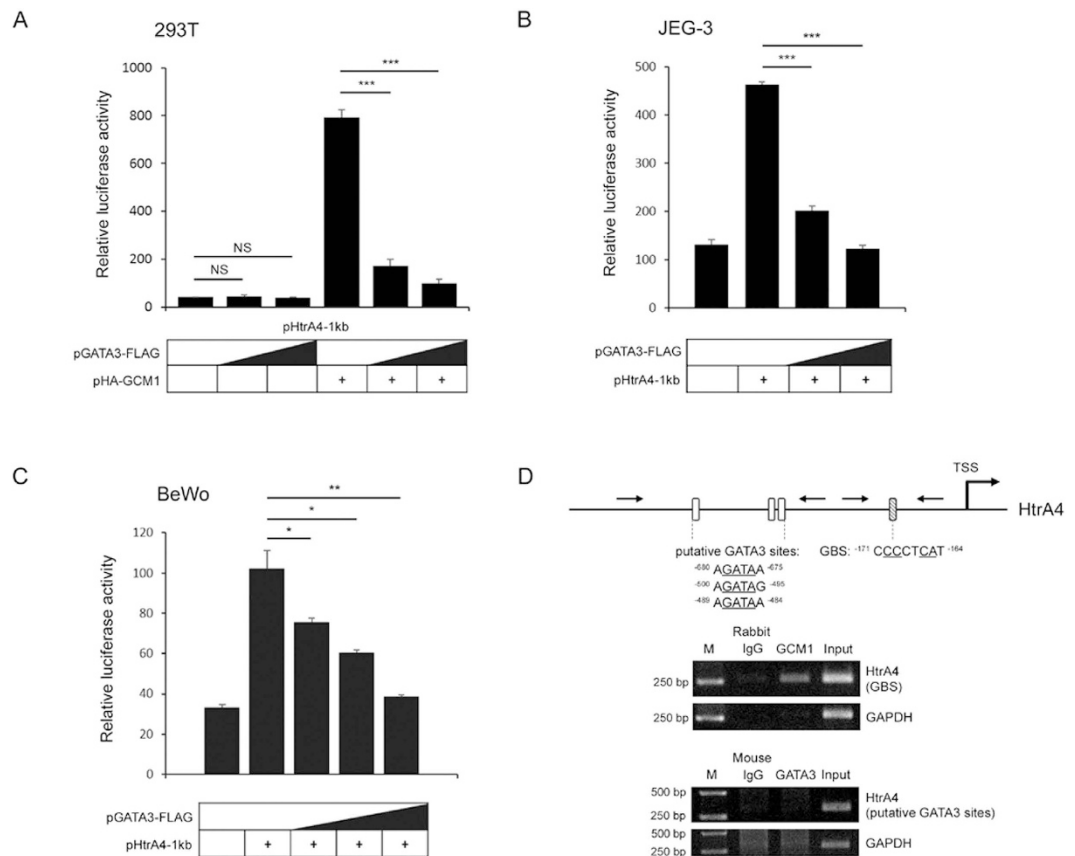 A
293T
Relative luciferase activity
1000
800
600
400
200
0
NS
NS
***
***
pHtrA4-1kb
pGATA3-FLAG
pHA-GCM1 + + +
B
JEG-3
Relative luciferase activity
500
400
300
200
100
0
***
***
pGATA3-FLAG
pHtrA4-1kb + + +
C
BeWo
Relative luciferase activity
120
100
80
60
40
20
0
**
*
*
pGATA3-FLAG
pHtrA4-1kb + + + +
D
TSS
HtrA4
putative GATA3 sites: GBS: -171 CCCCTCAT -164
-680 AGATAA -675
-500 AGATAG -495
-489 AGATAA -484
Rabbit
M IgG GCM1 Input
250 bp HtrA4
(GBS)
250 bp GAPDH
Mouse
M IgG GATA3 Input
500 bp HtrA4
250 bp (putative GATA3 sites)
500 bp GAPDH
250 bp